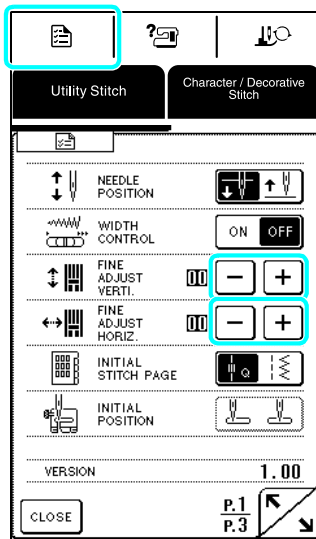 Utility Stitch
Character / Decorative
Stitch
NEEDLE
POSITION
WIDTH
CONTROL
ON OFF
FINE
ADJUST
VERTI.
00 − +
FINE
ADJUST
HORIZ.
00 − +
INITIAL
STITCH PAGE
Q
INITIAL
POSITION
VERSION 1.00
CLOSE
P.1
P.3